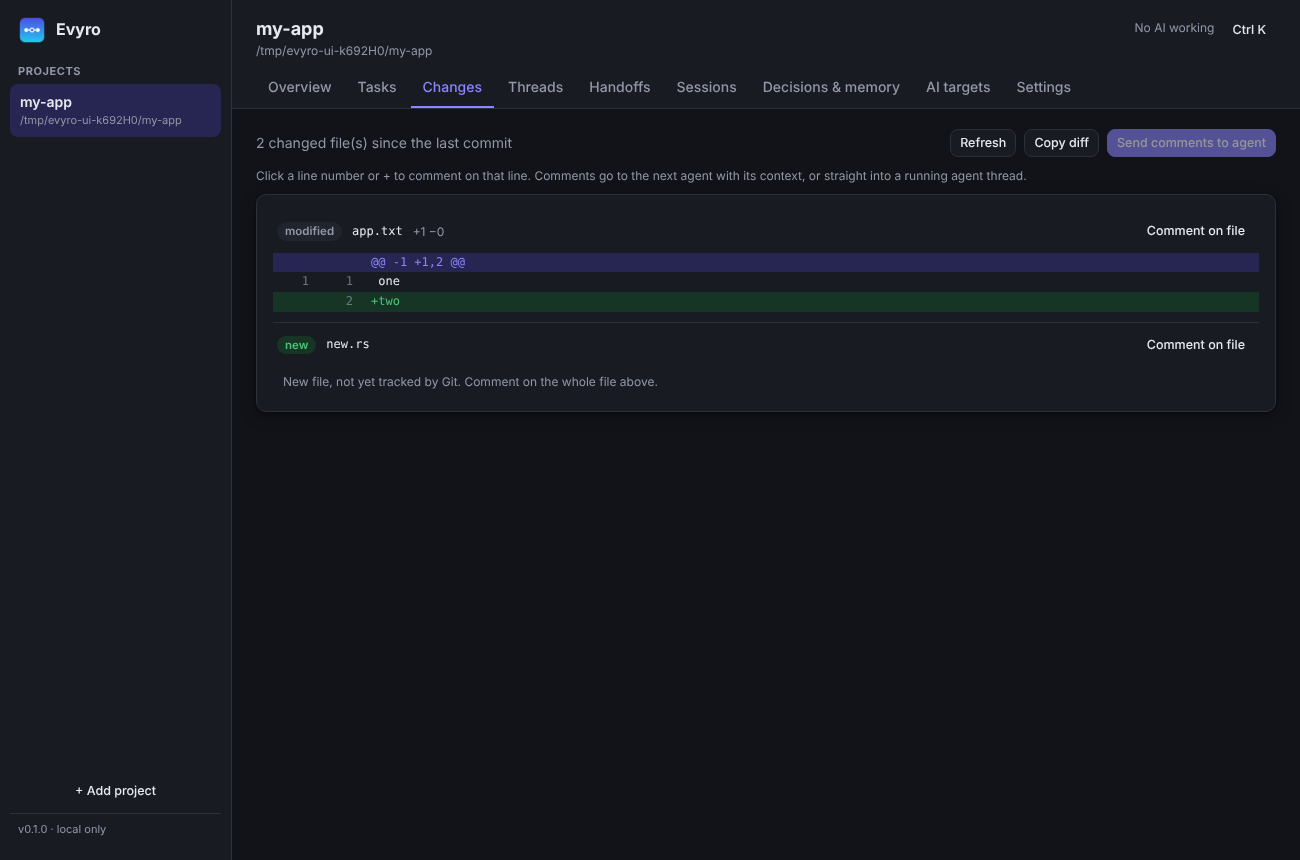 Evyro
PROJECTS
my-app
/tmp/evyro-ui-k692H0/my-app
+ Add project
v0.1.0 · local only
my-app
/tmp/evyro-ui-k692H0/my-app
No AI working
Ctrl K
Overview Tasks Changes Threads Handoffs Sessions Decisions & memory AI targets Settings
2 changed file(s) since the last commit
Refresh Copy diff Send comments to agent
Click a line number or + to comment on that line. Comments go to the next agent with its context, or straight into a running agent thread.
modified app.txt +1 −0 Comment on file
@@ -1 +1,2 @@
1 1 one
2 +two
new new.rs Comment on file
New file, not yet tracked by Git. Comment on the whole file above.